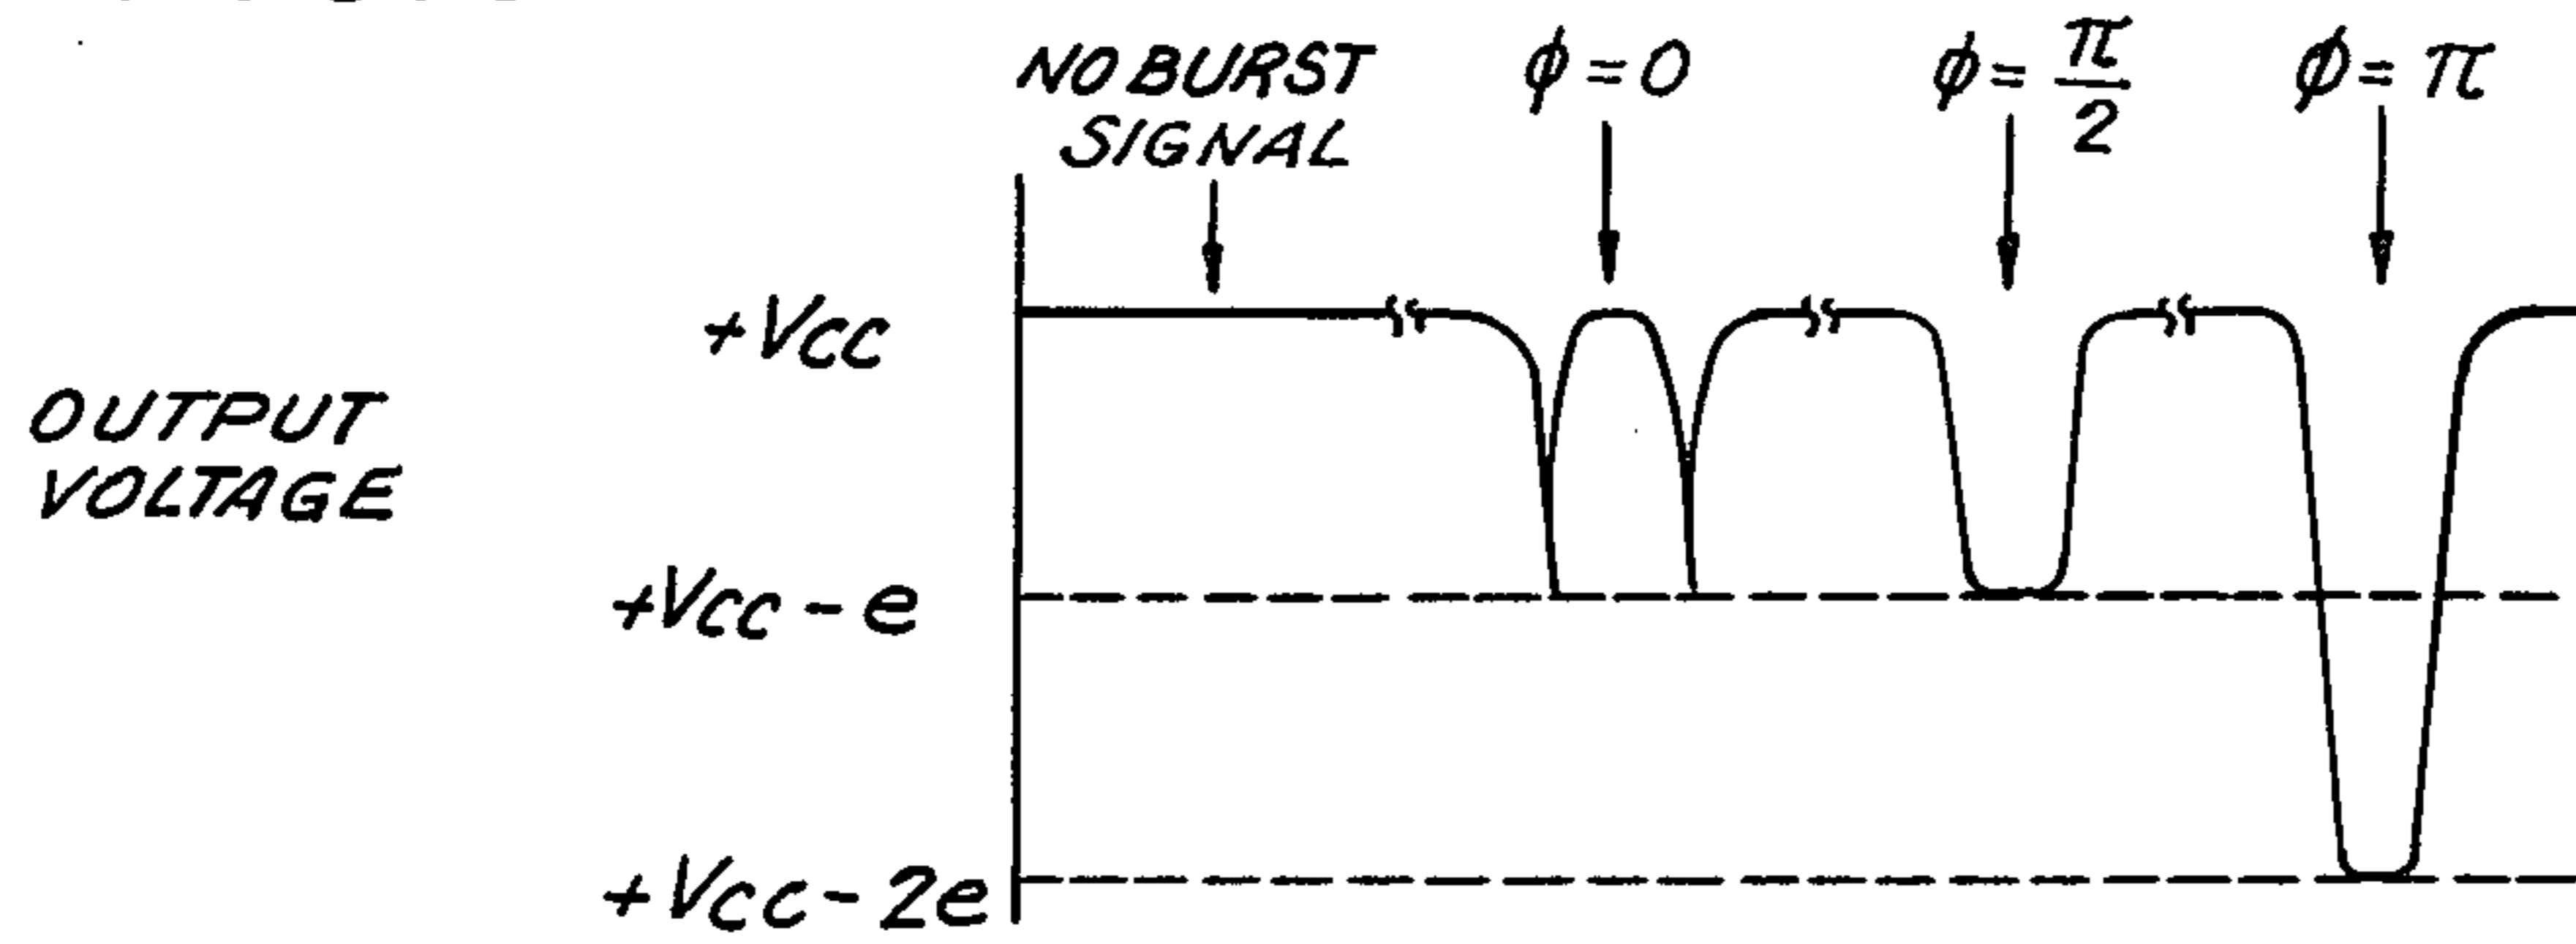 NO BURST
SIGNAL
ϕ = 0
ϕ = π/2
ϕ = π
+Vcc
OUTPUT
VOLTAGE
+Vcc - e
+Vcc - 2e